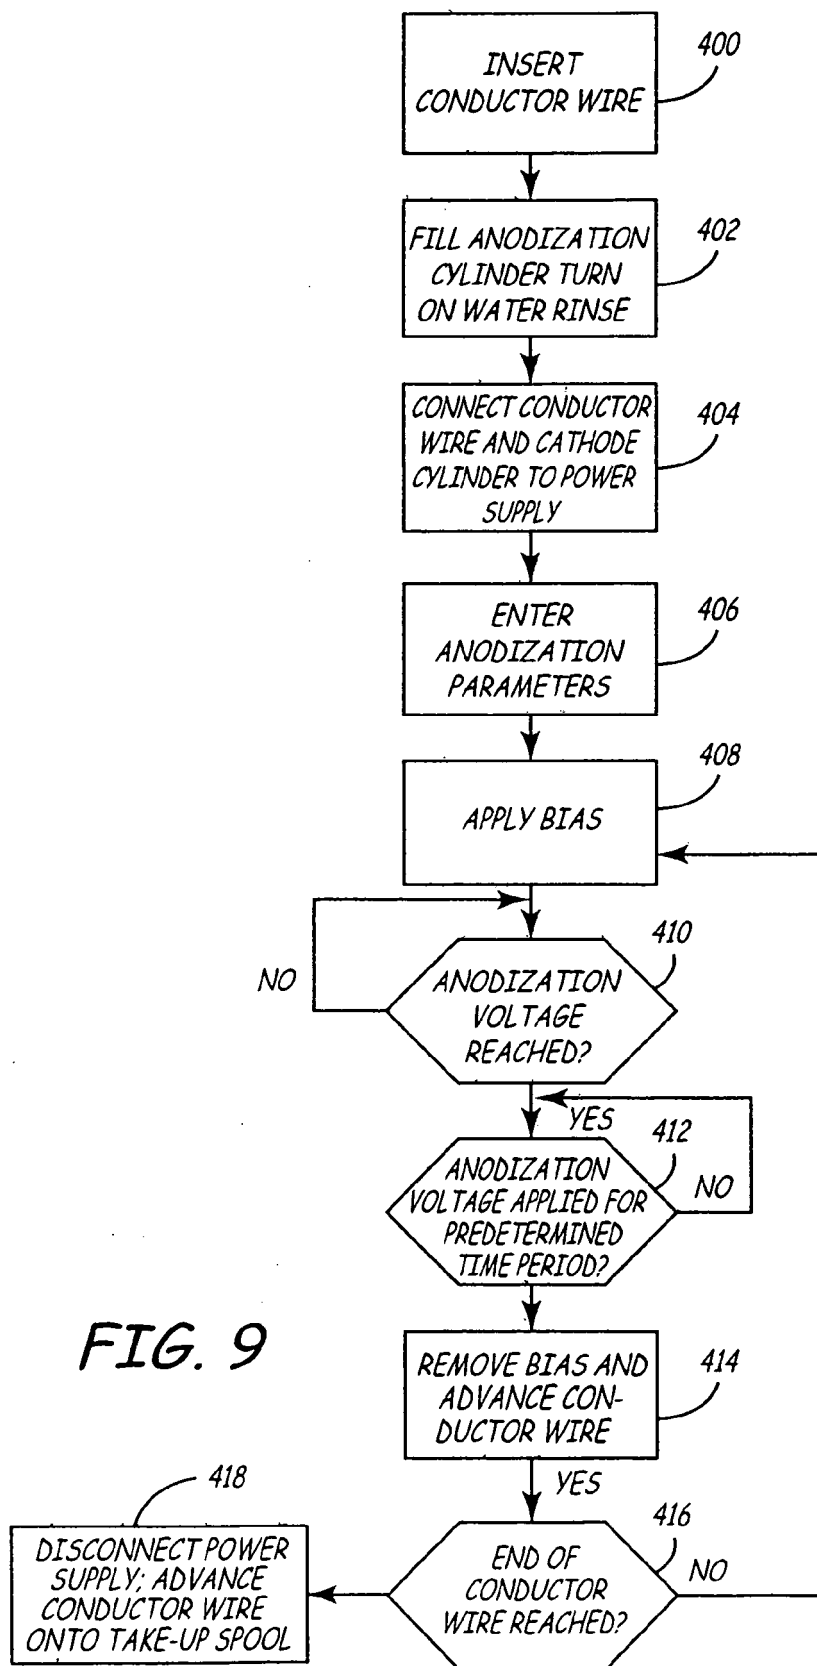 INSERT
CONDUCTOR WIRE
400
FILL ANODIZATION
CYLINDER TURN
ON WATER RINSE
402
CONNECT CONDUCTOR
WIRE AND CATHODE
CYLINDER TO POWER
SUPPLY
404
ENTER
ANODIZATION
PARAMETERS
406
APPLY BIAS
408
ANODIZATION
VOLTAGE
REACHED?
410
NO
YES
ANODIZATION
VOLTAGE APPLIED FOR
PREDETERMINED
TIME PERIOD?
412
NO
REMOVE BIAS AND
ADVANCE CON-
DUCTOR WIRE
414
YES
END OF
CONDUCTOR
WIRE REACHED?
416
NO
DISCONNECT POWER
SUPPLY; ADVANCE
CONDUCTOR WIRE
ONTO TAKE-UP SPOOL
418
FIG. 9